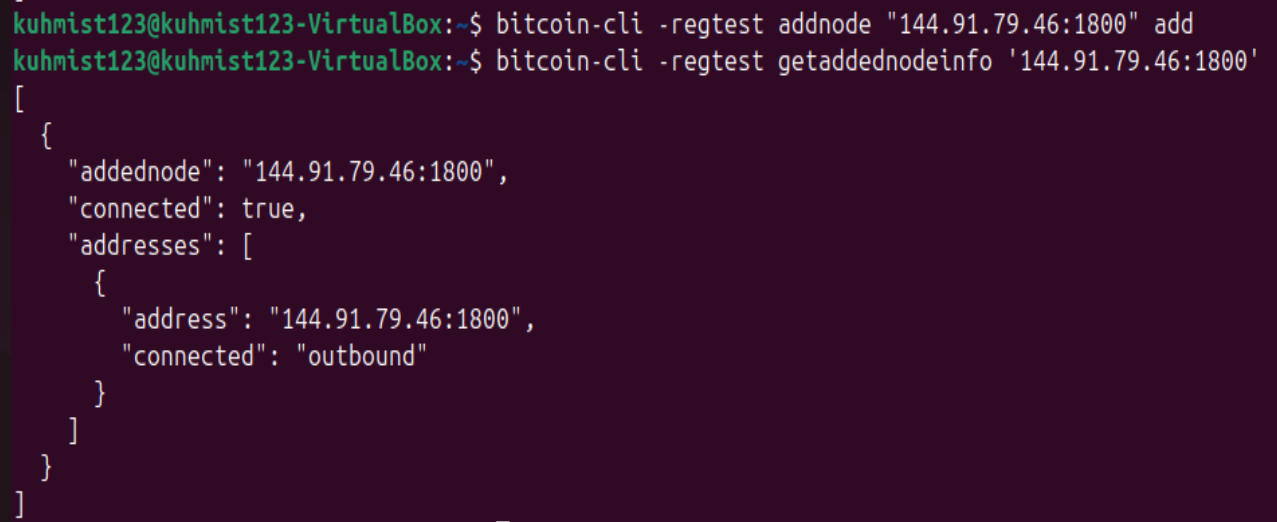 kuhmist123@kuhmist123-VirtualBox:~$ bitcoin-cli -regtest addnode "144.91.79.46:1800" add
kuhmist123@kuhmist123-VirtualBox:~$ bitcoin-cli -regtest getaddednodeinfo '144.91.79.46:1800'
[
  {
    "addednode": "144.91.79.46:1800",
    "connected": true,
    "addresses": [
      {
        "address": "144.91.79.46:1800",
        "connected": "outbound"
      }
    ]
  }
]